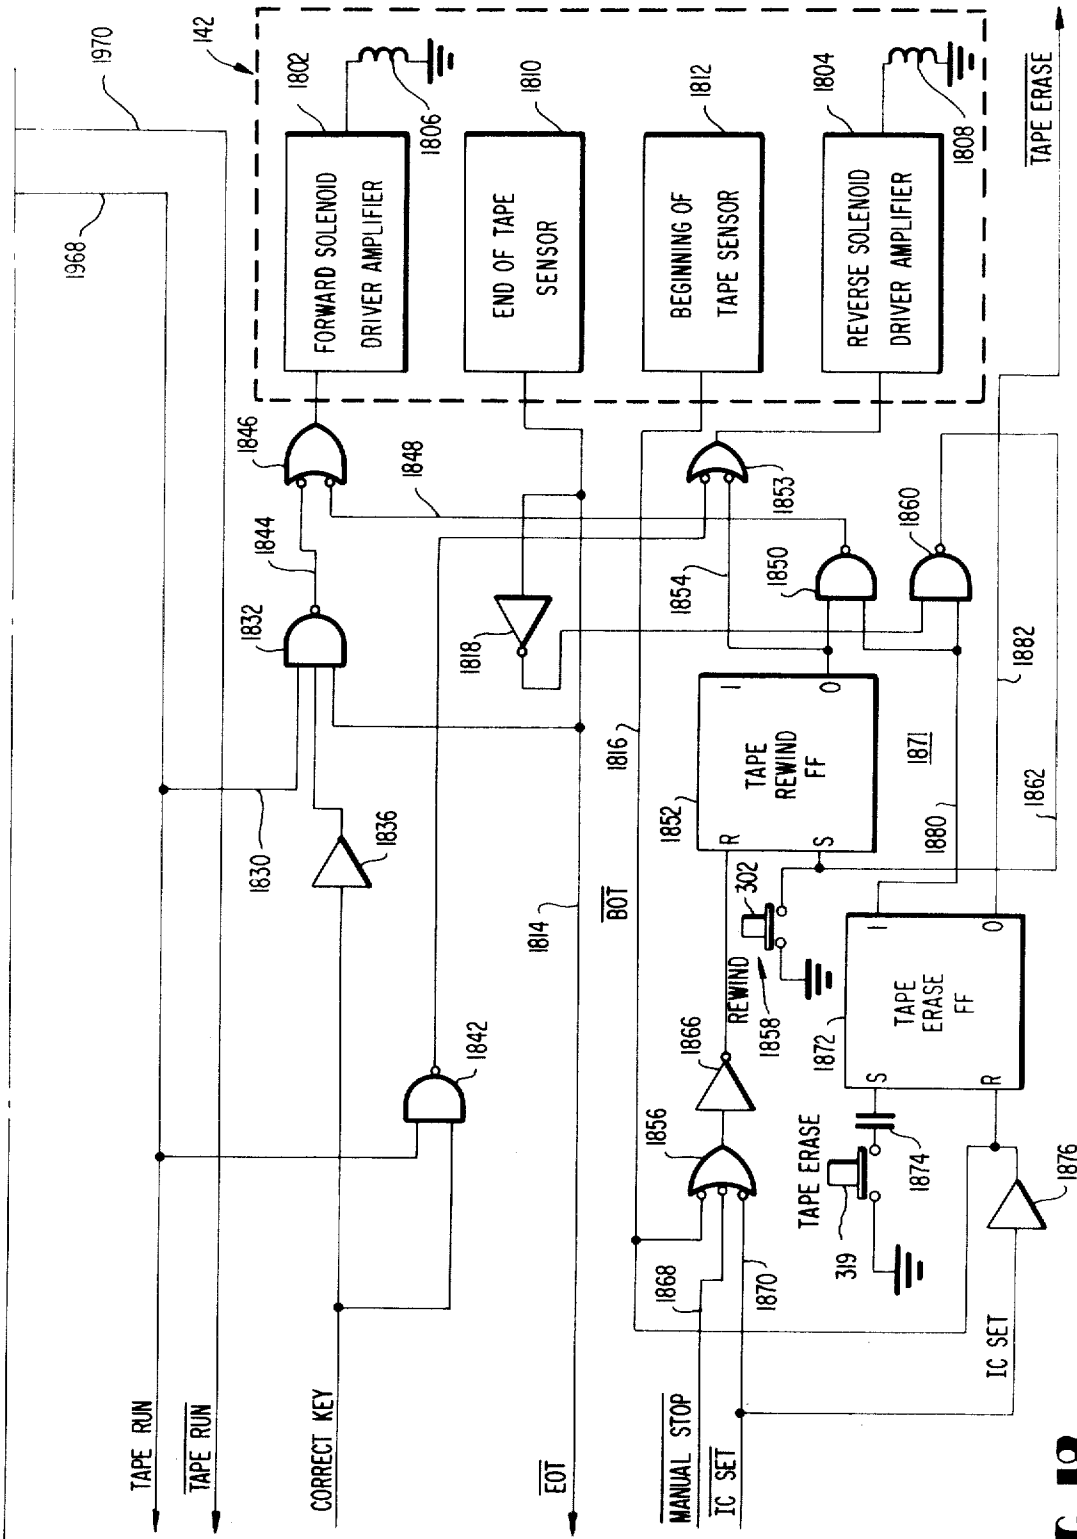 142
1970
1968
1802
FORWARD SOLENOID
DRIVER AMPLIFIER
1806
1810
END OF TAPE
SENSOR
1812
BEGINNING OF
TAPE SENSOR
1804
REVERSE SOLENOID
DRIVER AMPLIFIER
1808
TAPE ERASE
1846
1848
1844
1832
1853
1860
1850
1854
1818
1882
1816
1830
1836
1852
TAPE
REWIND
FF
R
S
1
0
1871
1880
1862
1814
BOT
302
REWIND
1858
1866
1872
TAPE
ERASE
FF
S
R
1
0
1842
1856
TAPE ERASE
1874
1876
319
1868
1870
IC SET
TAPE RUN
TAPE RUN
CORRECT KEY
EOT
MANUAL STOP
IC SET